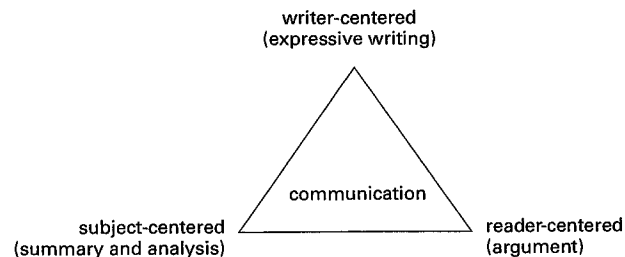 writer-centered
(expressive writing)
communication
subject-centered
(summary and analysis)
reader-centered
(argument)